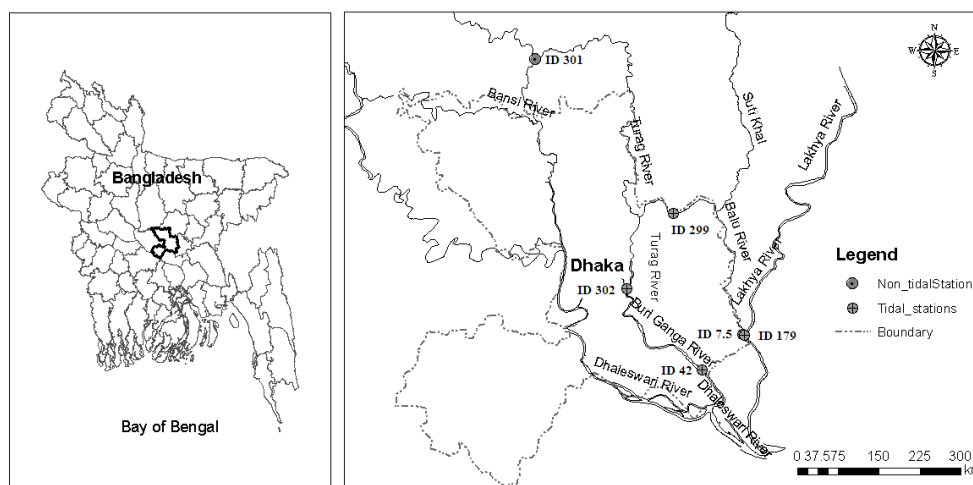 Bangladesh
Bay of Bengal
N
W
E
S
ID 301
Bansi River
Turag River
Suti Khal
Lakhya River
ID 299
Balu River
Turag River
Lakhya River
Dhaka
ID 302
Buri Ganga River
ID 7.5
ID 179
ID 42
Dhaleswari River
Dhaleswari River
Legend
Non_tidalStation
Tidal_stations
Boundary
0 37.575 150 225 300
km